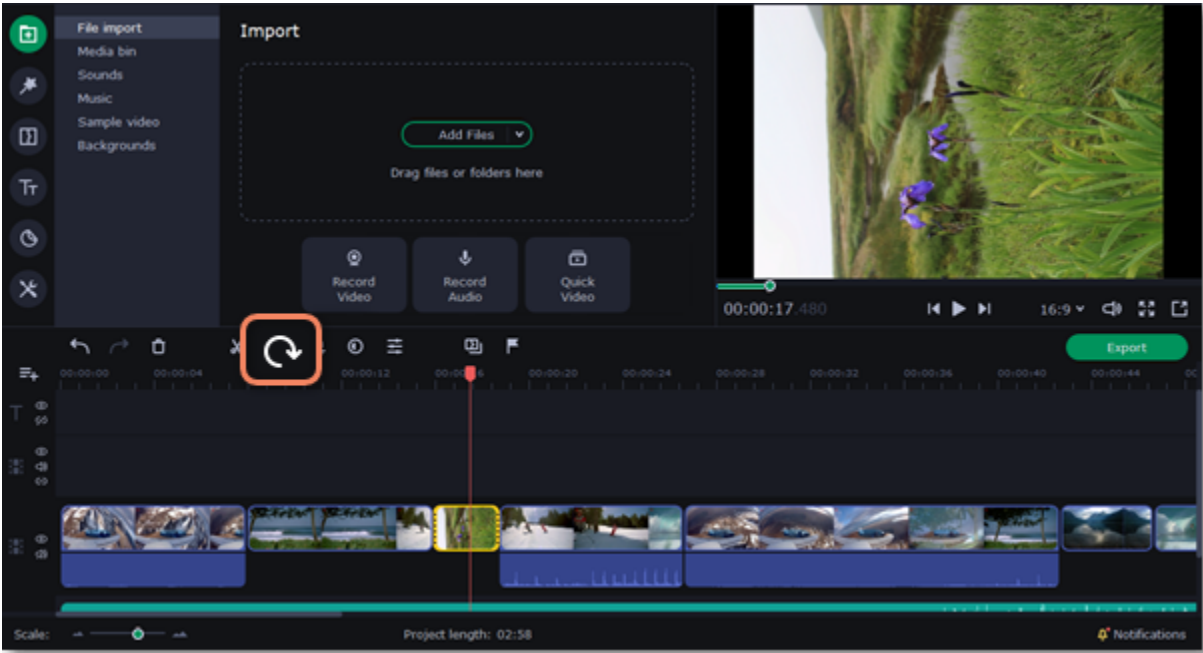 File import
Media bin
Sounds
Music
Sample video
Backgrounds
Import
Add Files
Drag files or folders here
Record
Video
Record
Audio
Quick
Video
00:00:17.480
16:9
Export
00:00:00 00:00:04 00:00:12 00:00:20 00:00:24 00:00:28 00:00:32 00:00:36 00:00:40 00:00:44
Scale:
Project length: 02:58
Notifications